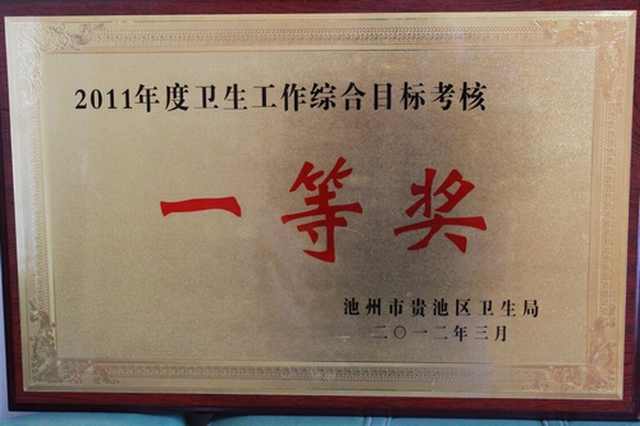 2011年度卫生工作综合目标考核
一等奖
池州市贵池区卫生局
二〇一二年三月